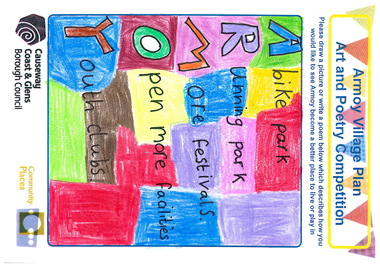 Armoy Village Plan
Art and Poetry Competition
Please draw a picture or write a poem below which describes how you
would like to see Armoy become a better place to live or play in
A bike park
Running park
More festivals
Open more facilities
Youth clubs
Causeway
Coast & Glens
Borough Council
Community
Places